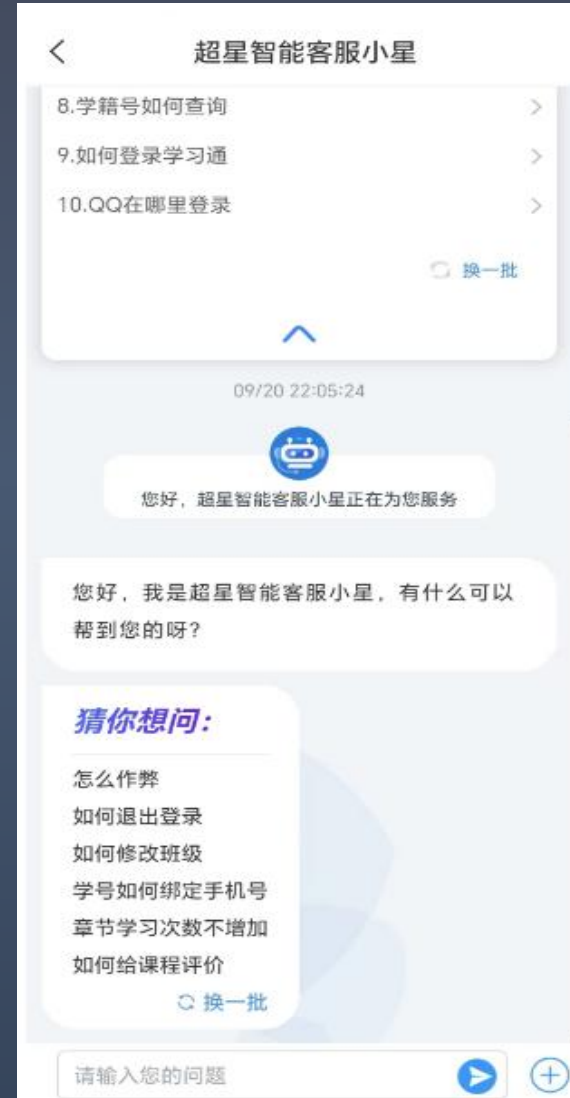 超星智能客服小星
8.学籍号如何查询
9.如何登录学习通
10.QQ在哪里登录
换一批
09/20 22:05:24
您好，超星智能客服小星正在为您服务
您好，我是超星智能客服小星，有什么可以
帮到您的呀？
猜你想问：
怎么作弊
如何退出登录
如何修改班级
学号如何绑定手机号
章节学习次数不增加
如何给课程评价
换一批
请输入您的问题